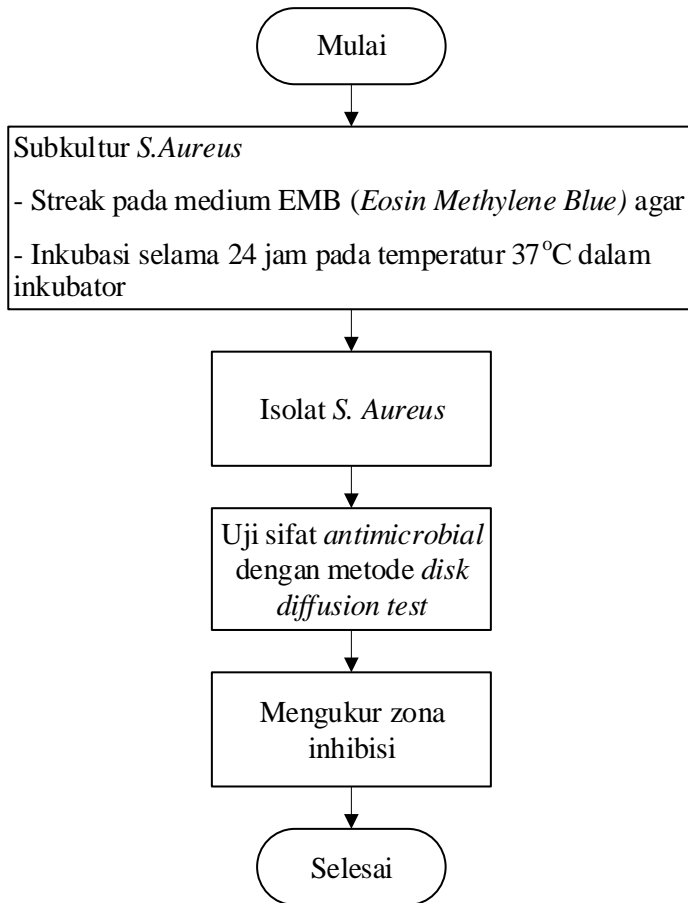 Mulai
Subkultur S.Aureus
- Streak pada medium EMB (Eosin Methylene Blue) agar
- Inkubasi selama 24 jam pada temperatur 37°C dalam
inkubator
Isolat S. Aureus
Uji sifat antimicrobial
dengan metode disk
diffusion test
Mengukur zona
inhibisi
Selesai